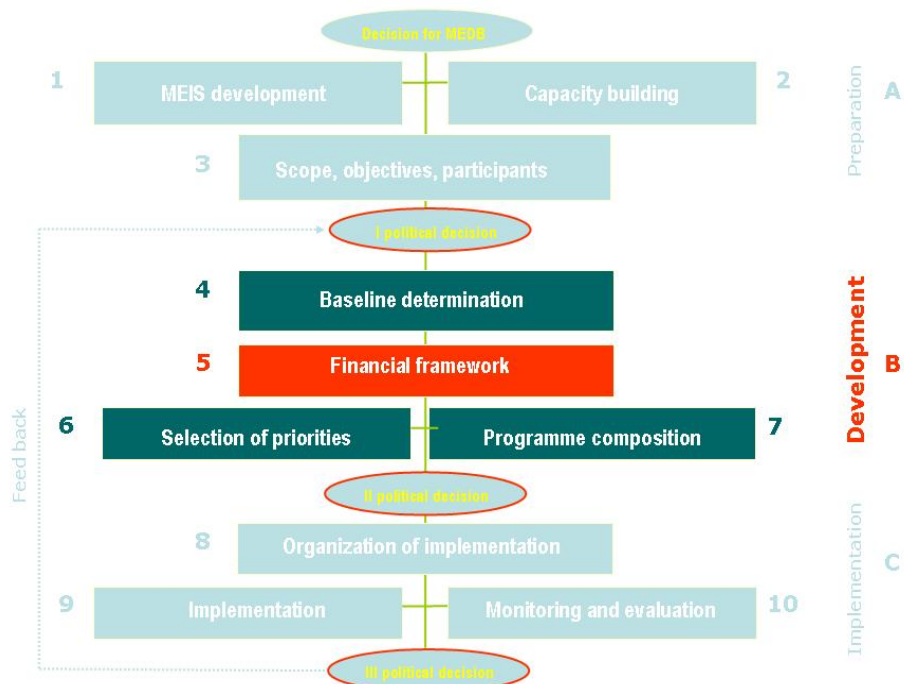 Decision for MEDB
1
MEIS development
Capacity building
2
Preparation
A
3
Scope, objectives, participants
I political decision
4
Baseline determination
5
Financial framework
Development
B
6
Selection of priorities
Programme composition
7
Feed back
II political decision
8
Organization of implementation
Implementation
C
9
Implementation
Monitoring and evaluation
10
III political decision